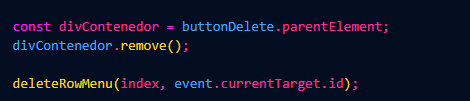 const divContenedor = buttonDelete.parentElement;
divContenedor.remove();
deleteRowMenu(index, event.currentTarget.id);